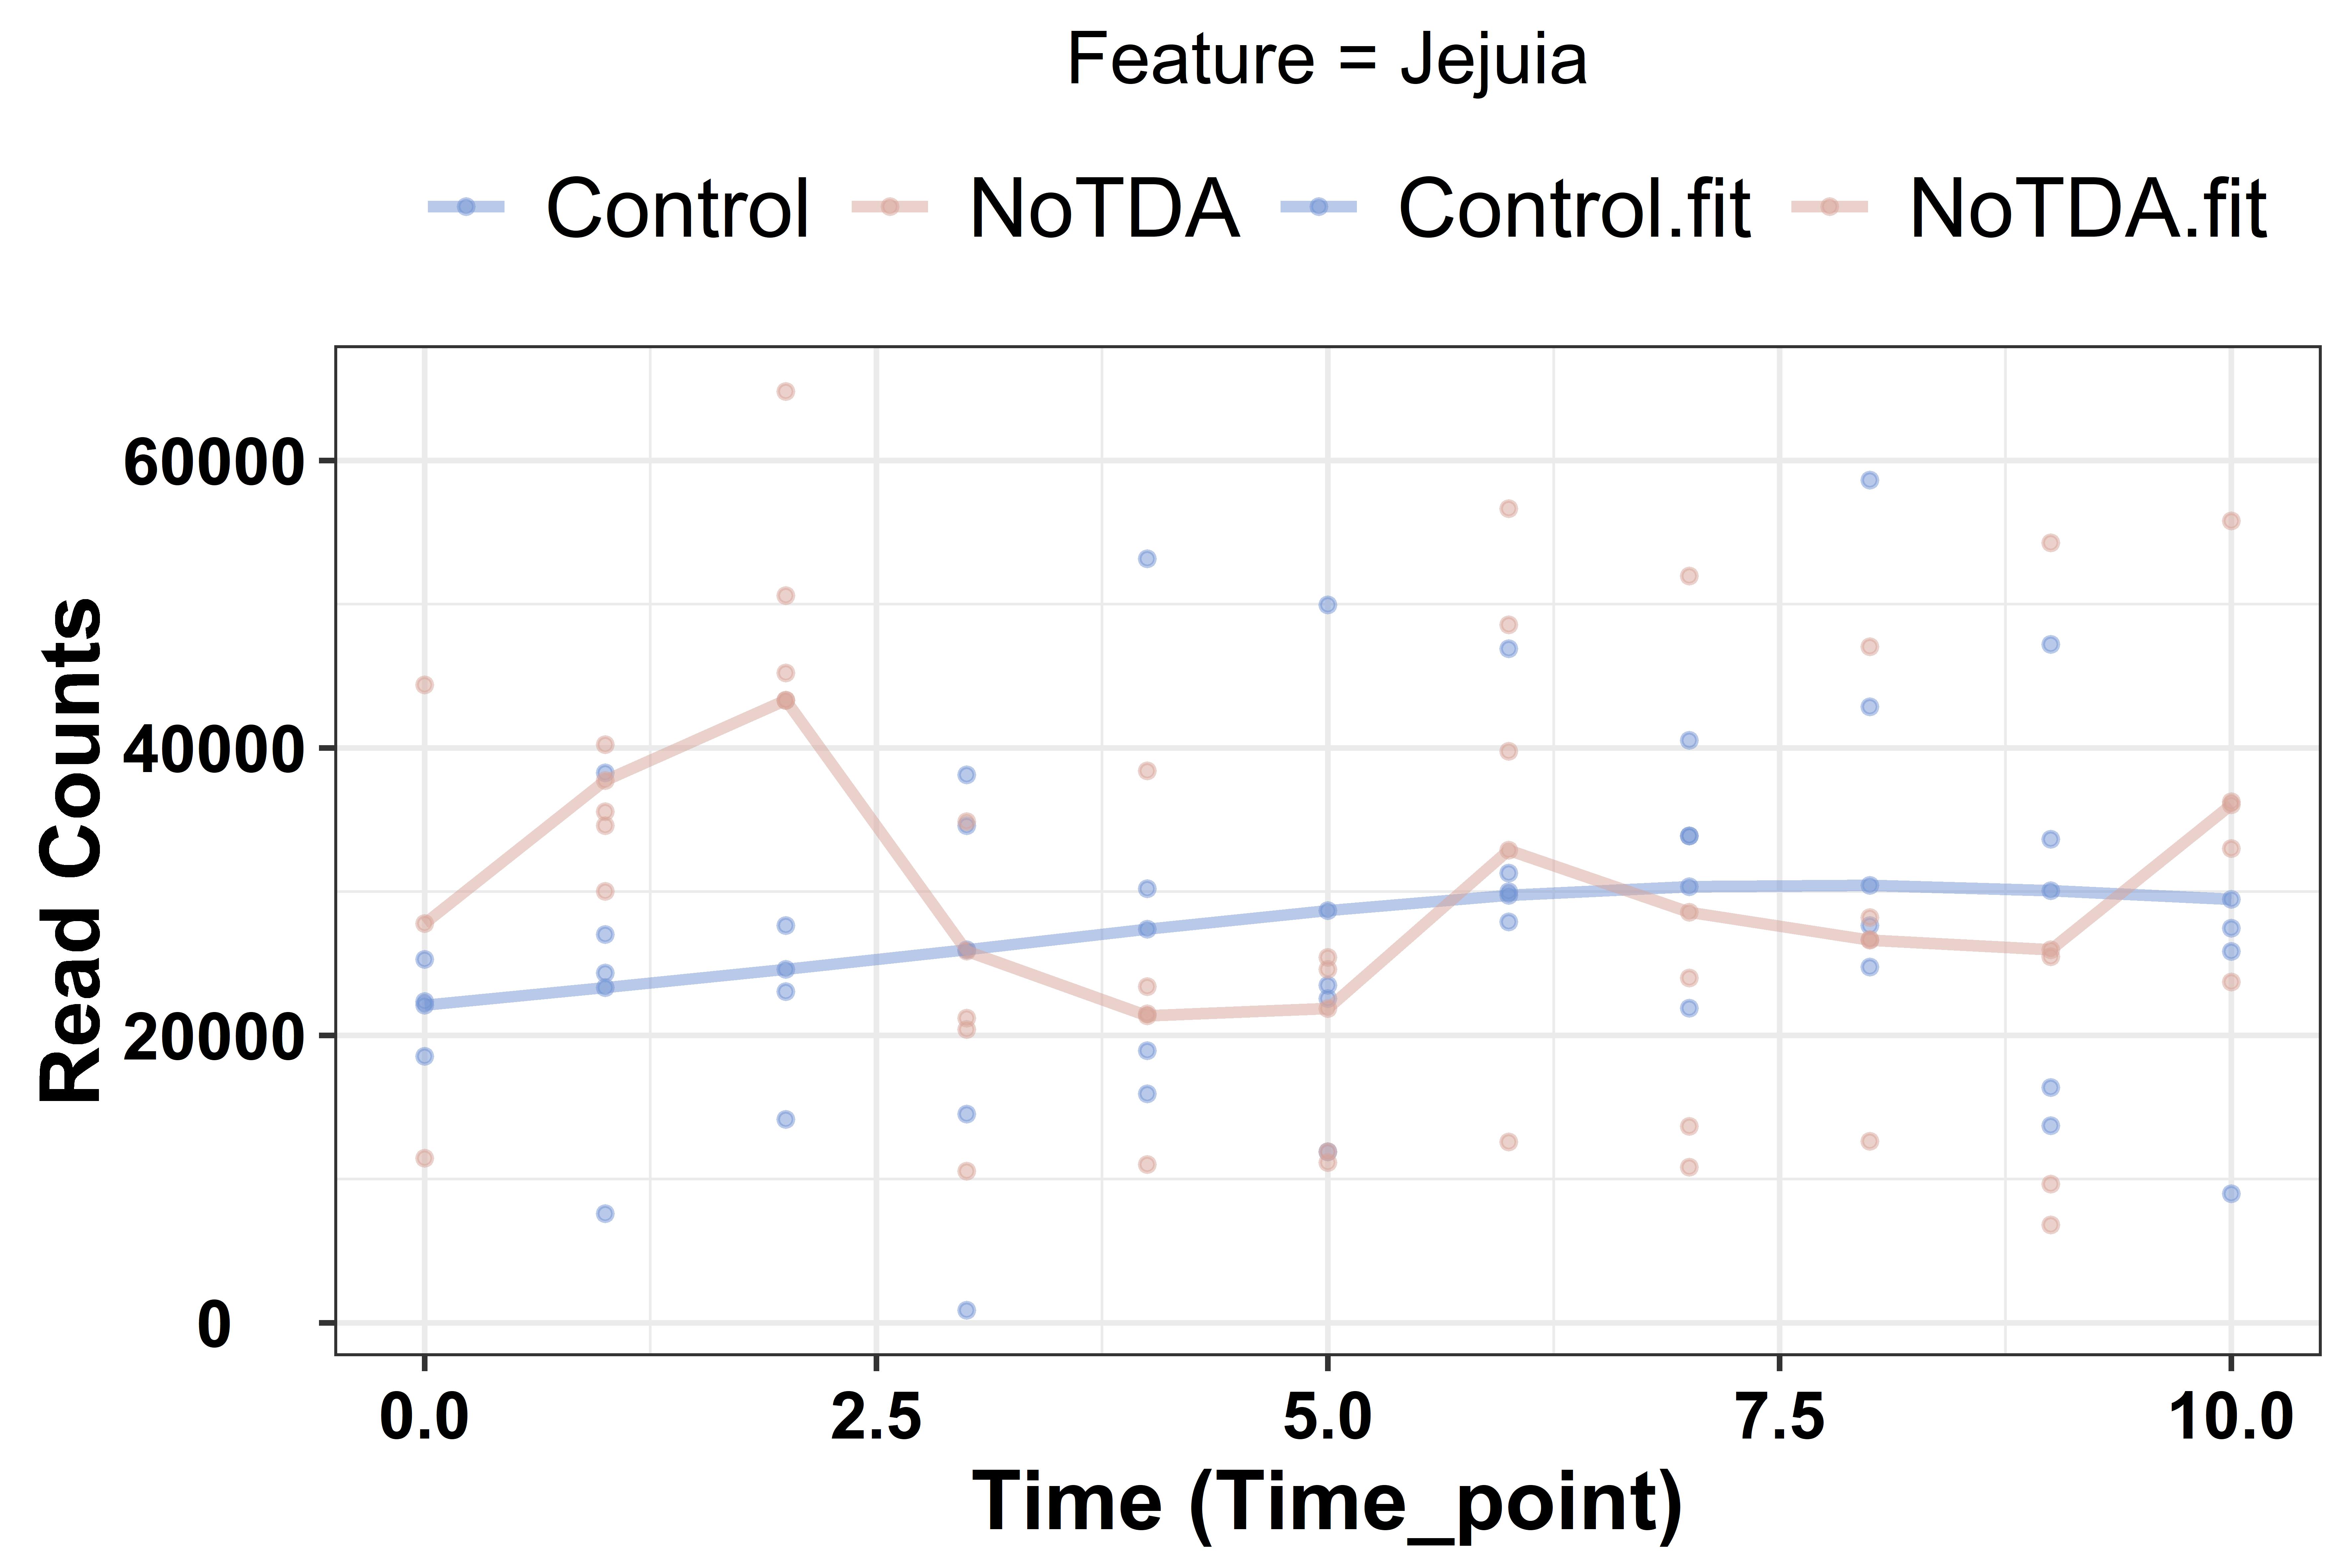 Feature = Jejuia
Control NoTDA Control.fit NoTDA.fit
60000
40000
20000
0
Read Counts
0.0 2.5 5.0 7.5 10.0
Time (Time_point)